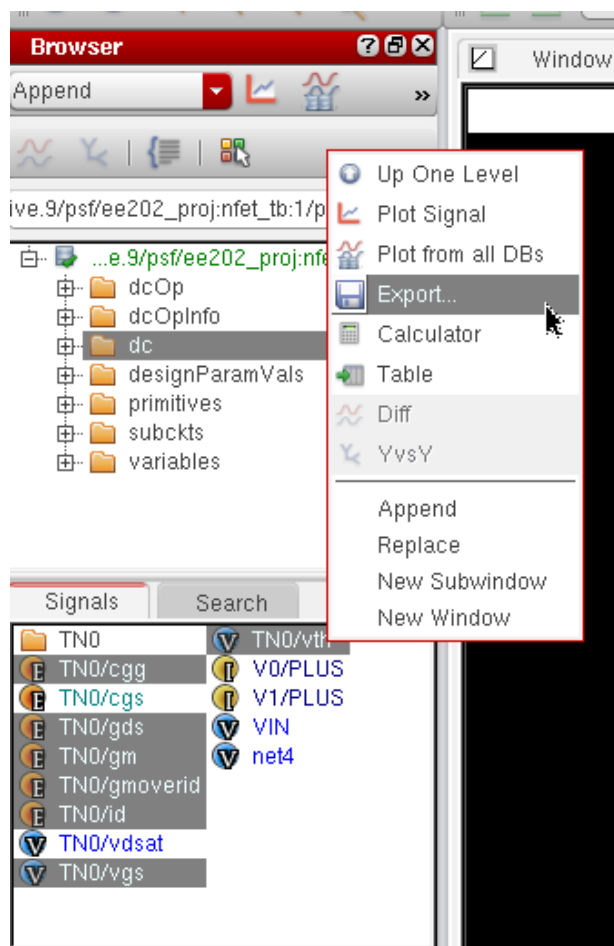 Browser
Window
Append
»
ive.9/psf/ee202_proj:nfet_tb:1/p
...e.9/psf/ee202_proj:nfe
dcOp
dcOpInfo
dc
designParamVals
primitives
subckts
variables
Up One Level
Plot Signal
Plot from all DBs
Export...
Calculator
Table
Diff
YvsY
Append
Replace
New Subwindow
New Window
Signals
Search
TN0
TN0/cgg
TN0/cgs
TN0/gds
TN0/gm
TN0/gmoverid
TN0/id
TN0/vdsat
TN0/vgs
TN0/vth
V0/PLUS
V1/PLUS
VIN
net4